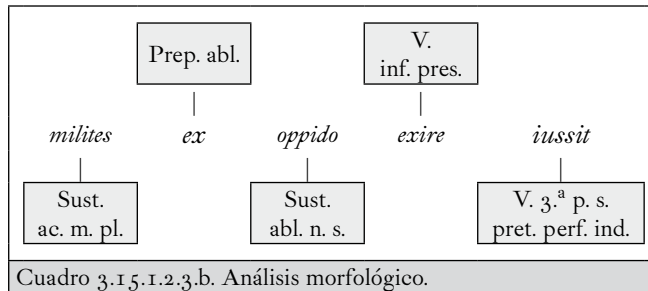 Prep. abl.
V.
inf. pres.
milites ex oppido exire iussit
Sust.
ac. m. pl.
Sust.
abl. n. s.
V. 3.ª p. s.
pret. perf. ind.
Cuadro 3.15.1.2.3.b. Análisis morfológico.